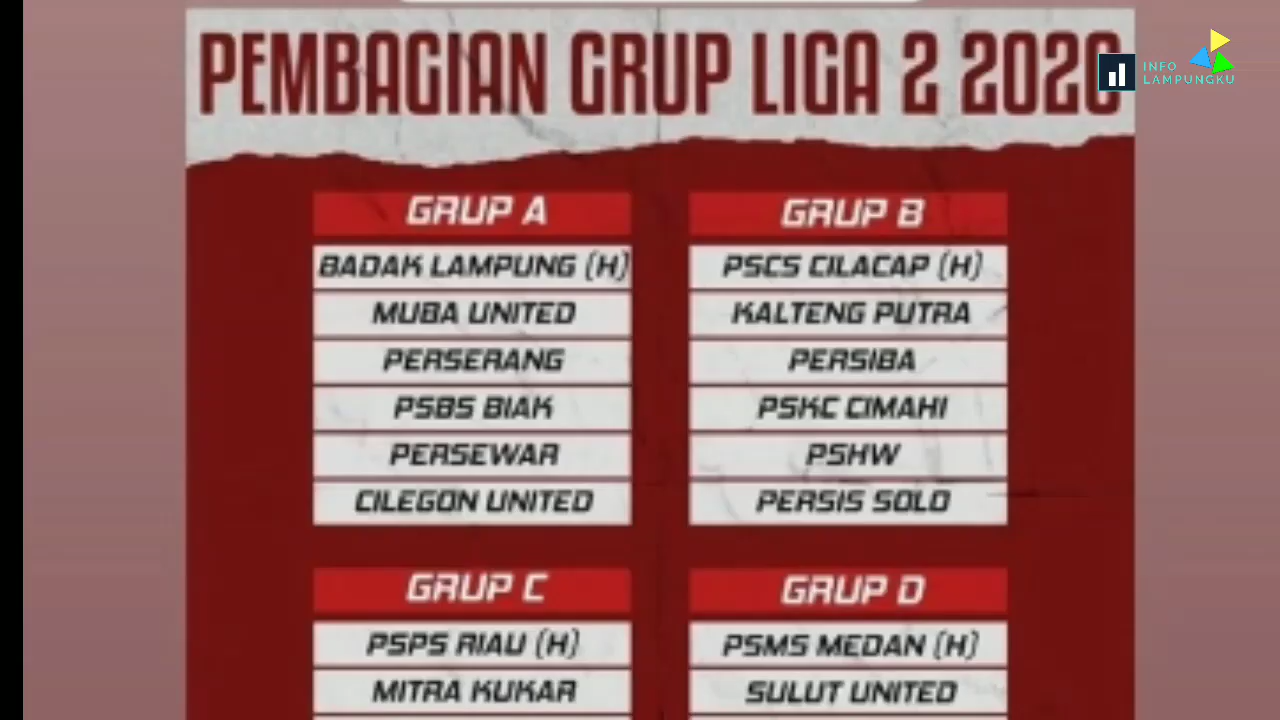 PEMBAGIAN GRUP LIGA 2 2020
INFO
LAMPUNGKU
GRUP A
BADAK LAMPUNG (H)
MUBA UNITED
PERSERANG
PSBS BIAK
PERSEWAR
CILEGON UNITED
GRUP B
PSCS CILACAP (H)
KALTENG PUTRA
PERSIBA
PSKC CIMAHI
PSHW
PERSIS SOLO
GRUP C
PSPS RIAU (H)
MITRA KUKAR
GRUP D
PSMS MEDAN (H)
SULUT UNITED